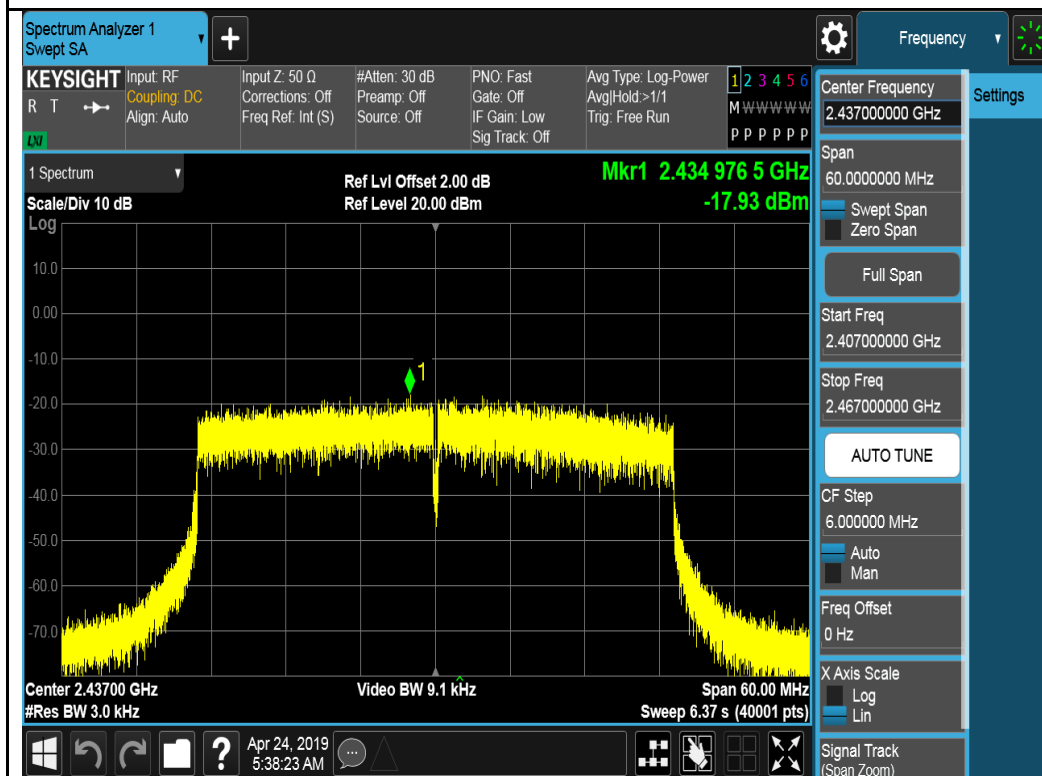 Spectrum Analyzer 1
Swept SA
+
Frequency
KEYSIGHT
R T
LXI
Input: RF
Coupling: DC
Align: Auto
Input Z: 50 Ω
Corrections: Off
Freq Ref: Int (S)
#Atten: 30 dB
Preamp: Off
Source: Off
PNO: Fast
Gate: Off
IF Gain: Low
Sig Track: Off
Avg Type: Log-Power
Avg|Hold:>1/1
Trig: Free Run
1 2 3 4 5 6
M W W W W W
P P P P P P
1 Spectrum
Scale/Div 10 dB
Log
Ref Lvl Offset 2.00 dB
Ref Level 20.00 dBm
Mkr1 2.434 976 5 GHz
-17.93 dBm
10.0
0.00
-10.0
-20.0
-30.0
-40.0
-50.0
-60.0
-70.0
1
Center 2.43700 GHz
#Res BW 3.0 kHz
Video BW 9.1 kHz
Span 60.00 MHz
Sweep 6.37 s (40001 pts)
Center Frequency
2.437000000 GHz
Settings
Span
60.0000000 MHz
Swept Span
Zero Span
Full Span
Start Freq
2.407000000 GHz
Stop Freq
2.467000000 GHz
AUTO TUNE
CF Step
6.000000 MHz
Auto
Man
Freq Offset
0 Hz
X Axis Scale
Log
Lin
Signal Track
(Span Zoom)
?
Apr 24, 2019
5:38:23 AM